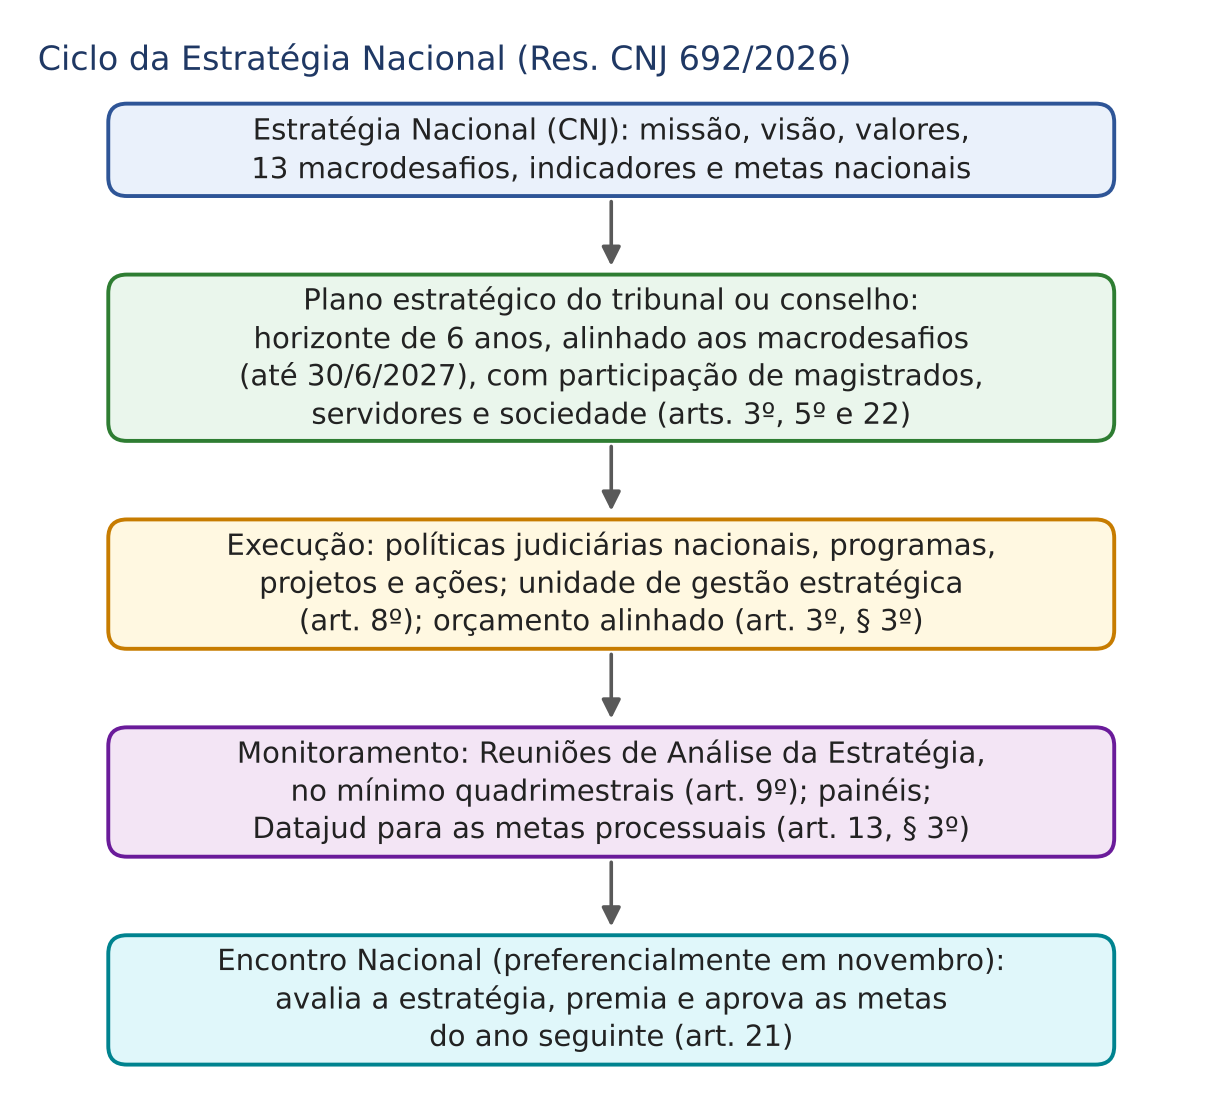 Ciclo da Estratégia Nacional (Res. CNJ 692/2026)
Estratégia Nacional (CNJ): missão, visão, valores,
13 macrodesafios, indicadores e metas nacionais
Plano estratégico do tribunal ou conselho:
horizonte de 6 anos, alinhado aos macrodesafios
(até 30/6/2027), com participação de magistrados,
servidores e sociedade (arts. 3º, 5º e 22)
Execução: políticas judiciárias nacionais, programas,
projetos e ações; unidade de gestão estratégica
(art. 8º); orçamento alinhado (art. 3º, § 3º)
Monitoramento: Reuniões de Análise da Estratégia,
no mínimo quadrimestrais (art. 9º); painéis;
Datajud para as metas processuais (art. 13, § 3º)
Encontro Nacional (preferencialmente em novembro):
avalia a estratégia, premia e aprova as metas
do ano seguinte (art. 21)